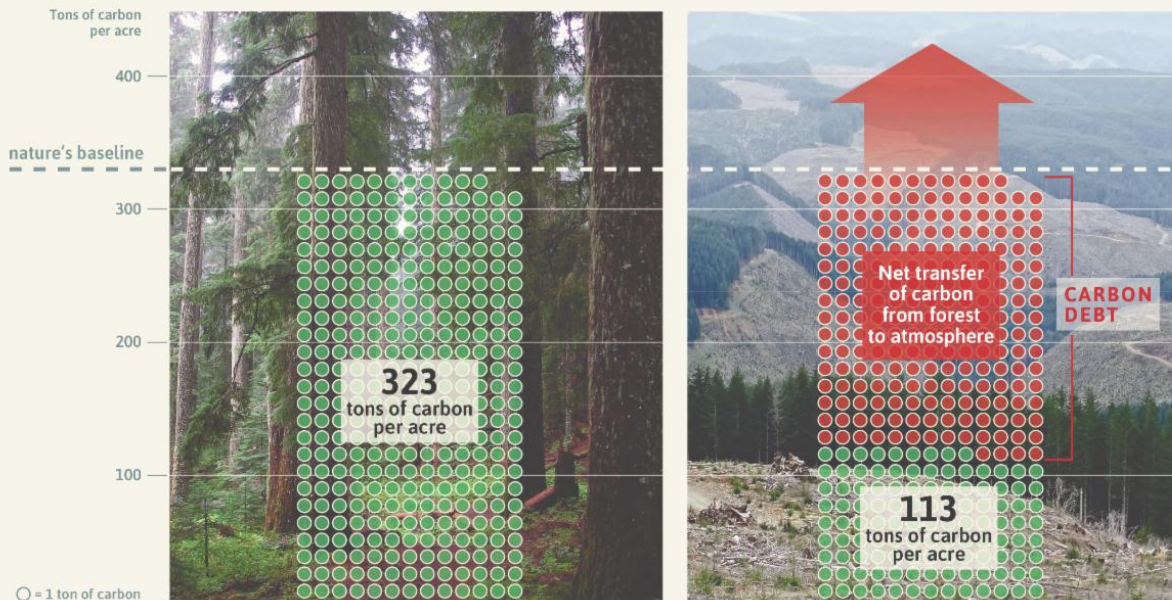 Tons of carbon
per acre
400
nature's baseline
300
200
100
○ = 1 ton of carbon
323
tons of carbon
per acre
Net transfer
of carbon
from forest
to atmosphere
CARBON
DEBT
113
tons of carbon
per acre